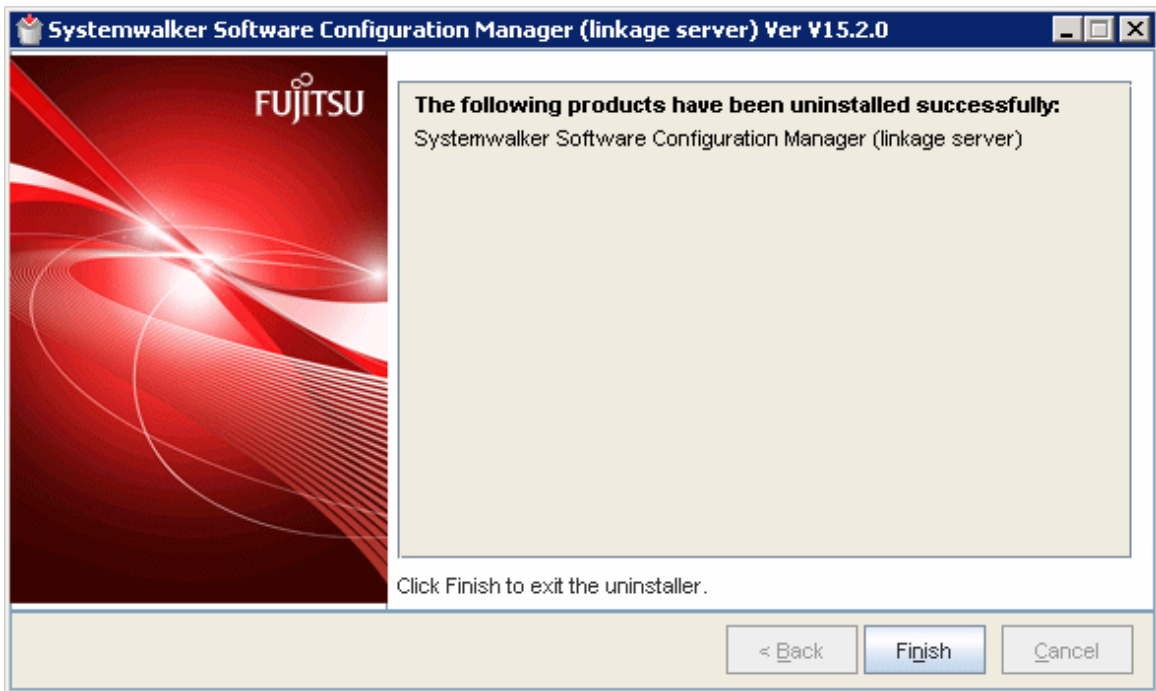 Systemwalker Software Configuration Manager (linkage server) Ver V15.2.0
FUJITSU
The following products have been uninstalled successfully:
Systemwalker Software Configuration Manager (linkage server)
Click Finish to exit the uninstaller.
< Back
Finish
Cancel